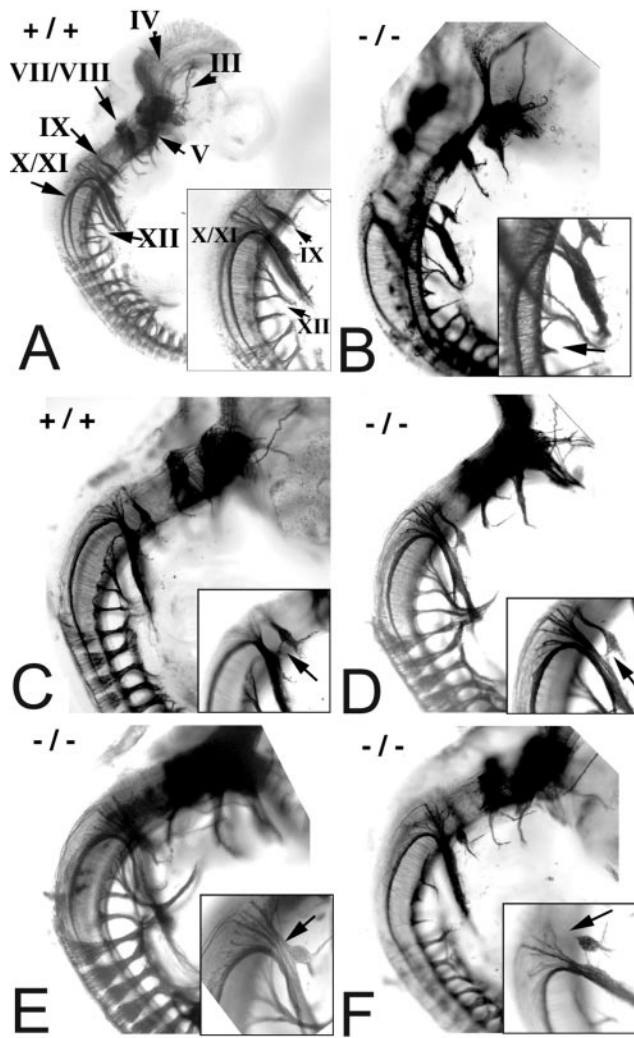 + / +
IV
III
VII/VIII
IX
V
X/XI
XII
X/XI
iX
XII
A
- / -
B
+ / +
C
- / -
D
- / -
E
- / -
F